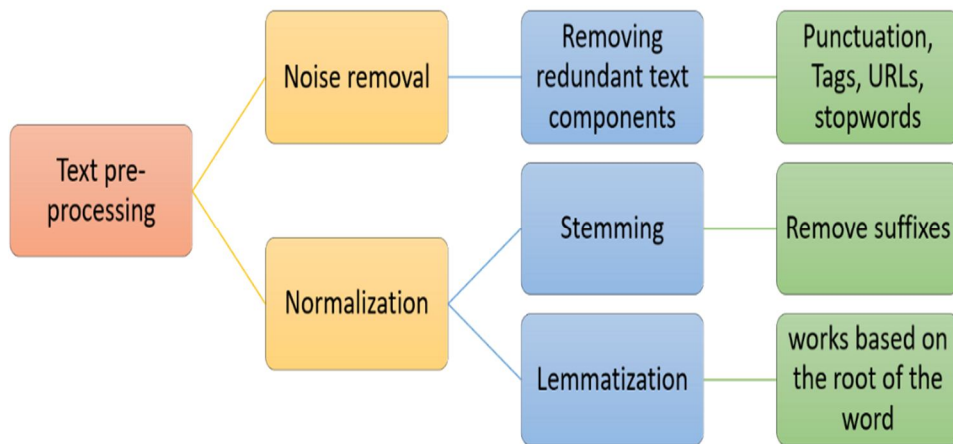 Text pre-
processing
Noise removal
Removing
redundant text
components
Punctuation,
Tags, URLs,
stopwords
Normalization
Stemming
Remove suffixes
Lemmatization
works based on
the root of the
word